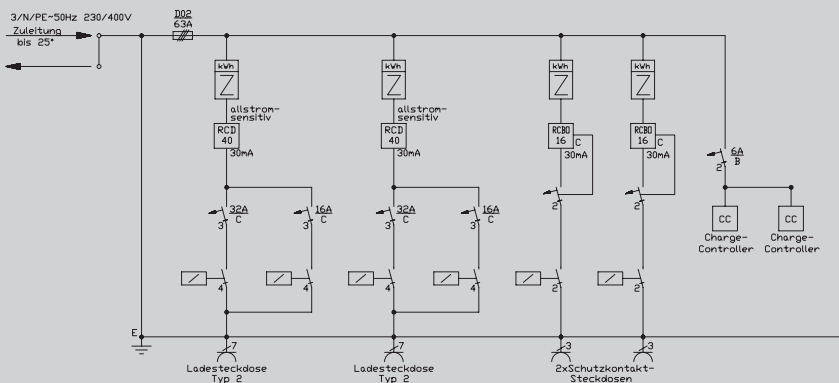 3/N/PE~50Hz 230/400V
Zuleitung
bis 25°
D02
63A
kWh
Z
allstrom-
sensitiv
RCD
40
30mA
32A
C
3
16A
C
3
4
4
7
Ladesteckdose
Typ 2
kWh
Z
allstrom-
sensitiv
RCD
40
30mA
32A
C
3
16A
C
3
4
4
7
Ladesteckdose
Typ 2
kWh
Z
RCBO
16
C
30mA
2
2
3
kWh
Z
RCBO
16
C
30mA
2
2
3
2xSchutzkontakt-
Steckdosen
6A
B
2
CC
Charge-
Controller
CC
Charge-
Controller
E